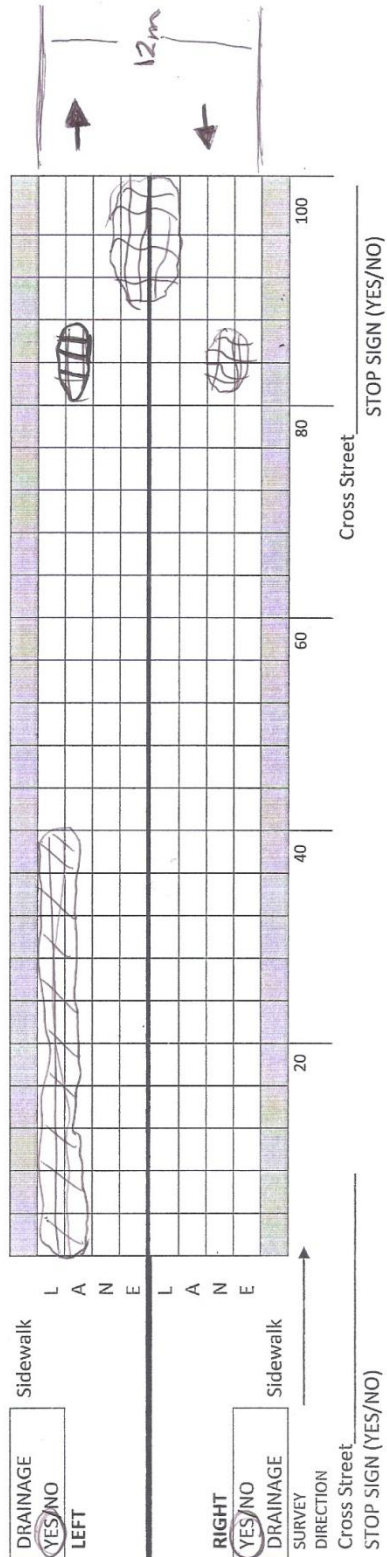 DRAINAGE
YES/NO
Sidewalk
LEFT
L
A
N
E
12m
L
A
N
E
RIGHT
YES/NO
DRAINAGE
Sidewalk
SURVEY
DIRECTION
20
40
60
80
100
Cross Street
STOP SIGN (YES/NO)
Cross Street
STOP SIGN (YES/NO)